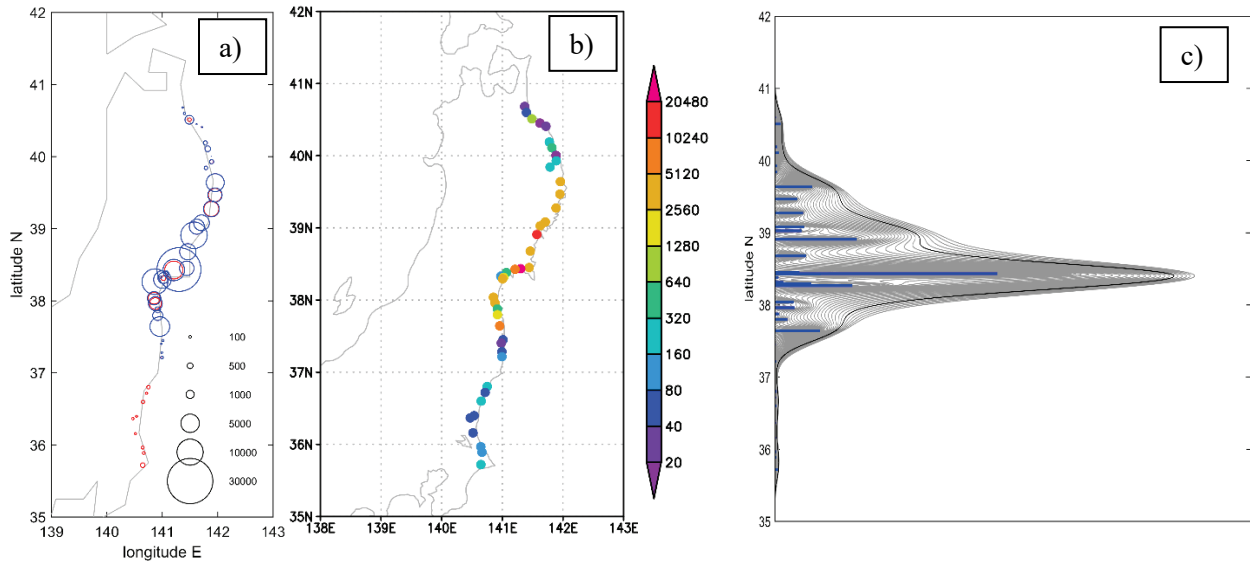 a)
42
41
40
39
38
37
36
35
139
140
141
142
143
latitude N
longitude E
100
500
1000
5000
10000
30000
b)
42N
41N
40N
39N
38N
37N
36N
35N
138E
139E
140E
141E
142E
143E
20480
10240
5120
2560
1280
640
320
160
80
40
20
c)
42
41
40
39
38
37
36
35
latitude N